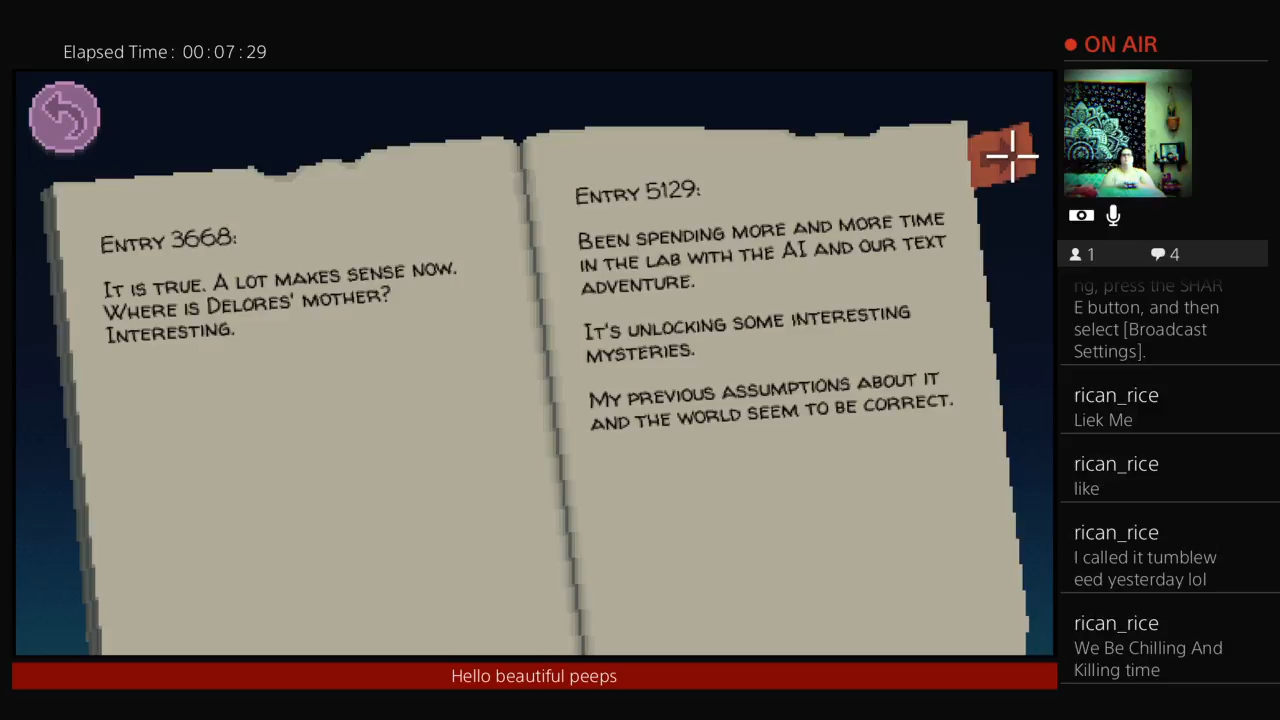 Elapsed Time: 00:07:29
ENTRY 3668:
IT IS TRUE. A LOT MAKES SENSE NOW.
WHERE IS DELORES' MOTHER?
INTERESTING.
ENTRY 5129:
BEEN SPENDING MORE AND MORE TIME
IN THE LAB WITH THE AI AND OUR TEXT
ADVENTURE.
IT'S UNLOCKING SOME INTERESTING
MYSTERIES.
MY PREVIOUS ASSUMPTIONS ABOUT IT
AND THE WORLD SEEM TO BE CORRECT.
Hello beautiful peeps
ON AIR
1
4
ng, press the SHAR
E button, and then
select [Broadcast
Settings].
rican_rice
Liek Me
rican_rice
like
rican_rice
I called it tumblew
eed yesterday lol
rican_rice
We Be Chilling And
Killing time